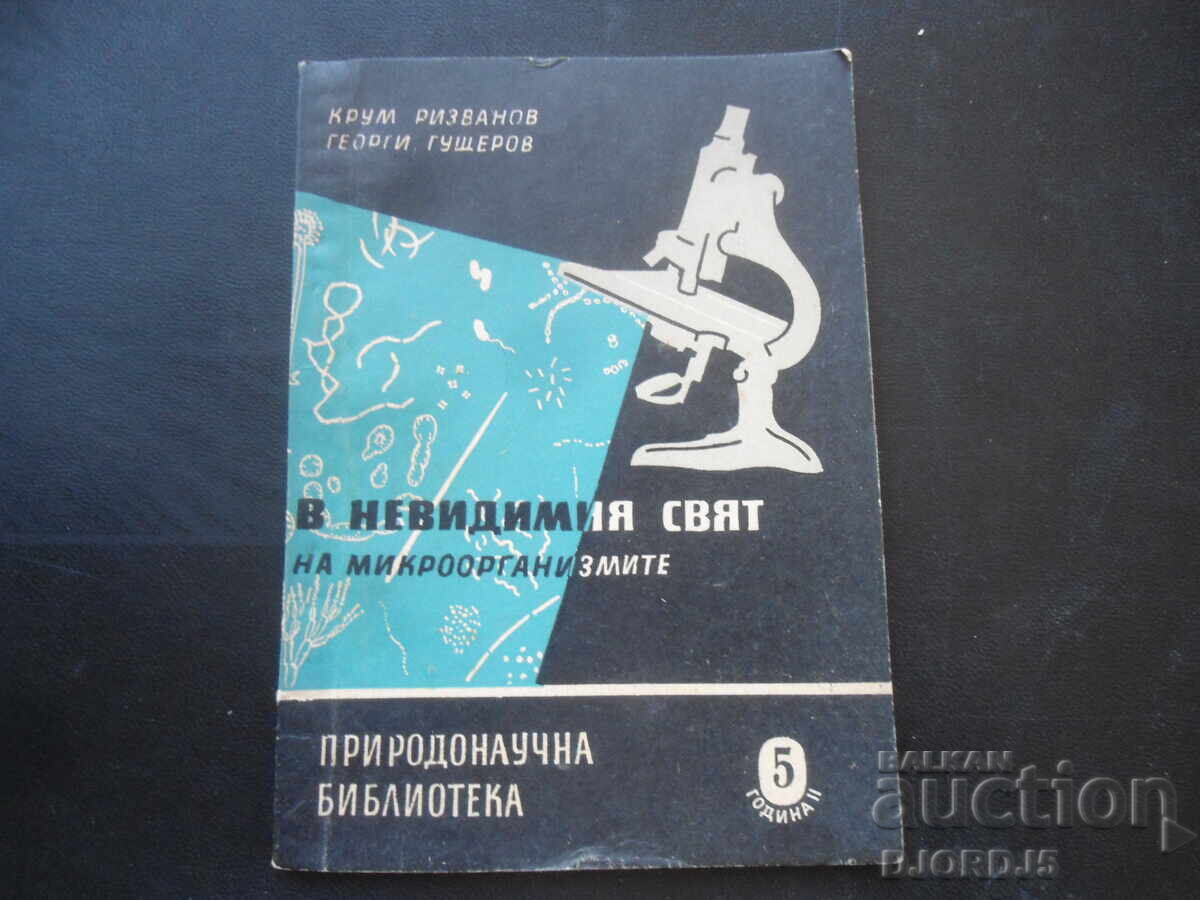 КРУМ РИЗВАНОВ
ГЕОРГИ ГУЩЕРОВ
В НЕВИДИМИЯ СВЯТ
НА МИКРООРГАНИЗМИТЕ
ПРИРОДОНАУЧНА
БИБЛИОТЕКА
5
ГОДИНА II
BALKAN
auction
BJORDJ5